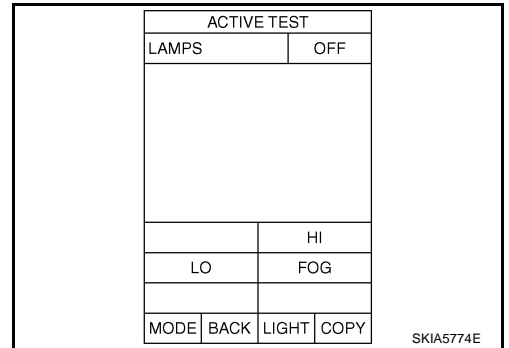 ACTIVE TEST
LAMPS OFF
HI
LO FOG
MODE BACK LIGHT COPY
SKIA5774E